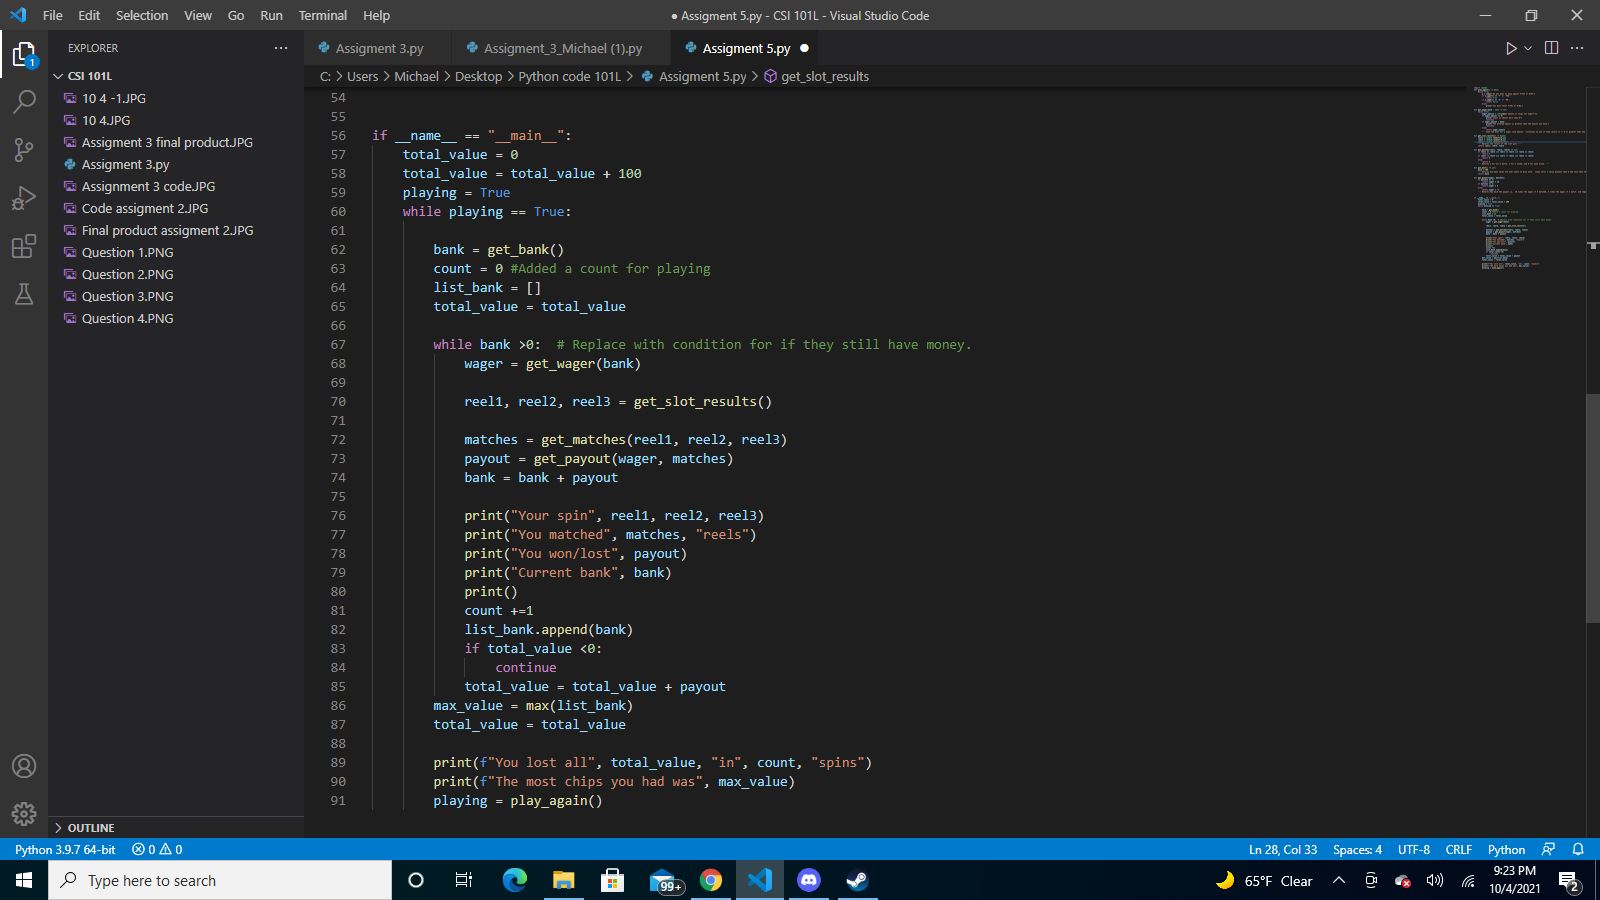 File Edit Selection View Go Run Terminal Help ● Assigment 5.py - CSI 101L - Visual Studio Code
EXPLORER ···
CSI 101L
10 4 -1.JPG
10 4.JPG
Assigment 3 final product.JPG
Assigment 3.py
Assignment 3 code.JPG
Code assigment 2.JPG
Final product assigment 2.JPG
Question 1.PNG
Question 2.PNG
Question 3.PNG
Question 4.PNG
OUTLINE
1
Assigment 3.py Assigment_3_Michael (1).py Assigment 5.py ●
C: > Users > Michael > Desktop > Python code 101L > Assigment 5.py > get_slot_results
54
55
56 if __name__ == "__main__":
57 total_value = 0
58 total_value = total_value + 100
59 playing = True
60 while playing == True:
61
62 bank = get_bank()
63 count = 0 #Added a count for playing
64 list_bank = []
65 total_value = total_value
66
67 while bank >0:  # Replace with condition for if they still have money.
68 wager = get_wager(bank)
69
70 reel1, reel2, reel3 = get_slot_results()
71
72 matches = get_matches(reel1, reel2, reel3)
73 payout = get_payout(wager, matches)
74 bank = bank + payout
75
76 print("Your spin", reel1, reel2, reel3)
77 print("You matched", matches, "reels")
78 print("You won/lost", payout)
79 print("Current bank", bank)
80 print()
81 count +=1
82 list_bank.append(bank)
83 if total_value <0:
84 continue
85 total_value = total_value + payout
86 max_value = max(list_bank)
87 total_value = total_value
88
89 print(f"You lost all", total_value, "in", count, "spins")
90 print(f"The most chips you had was", max_value)
91 playing = play_again()
Python 3.9.7 64-bit 0 0 Ln 28, Col 33 Spaces: 4 UTF-8 CRLF Python
Type here to search 99+ 65°F Clear 9:23 PM
10/4/2021 2